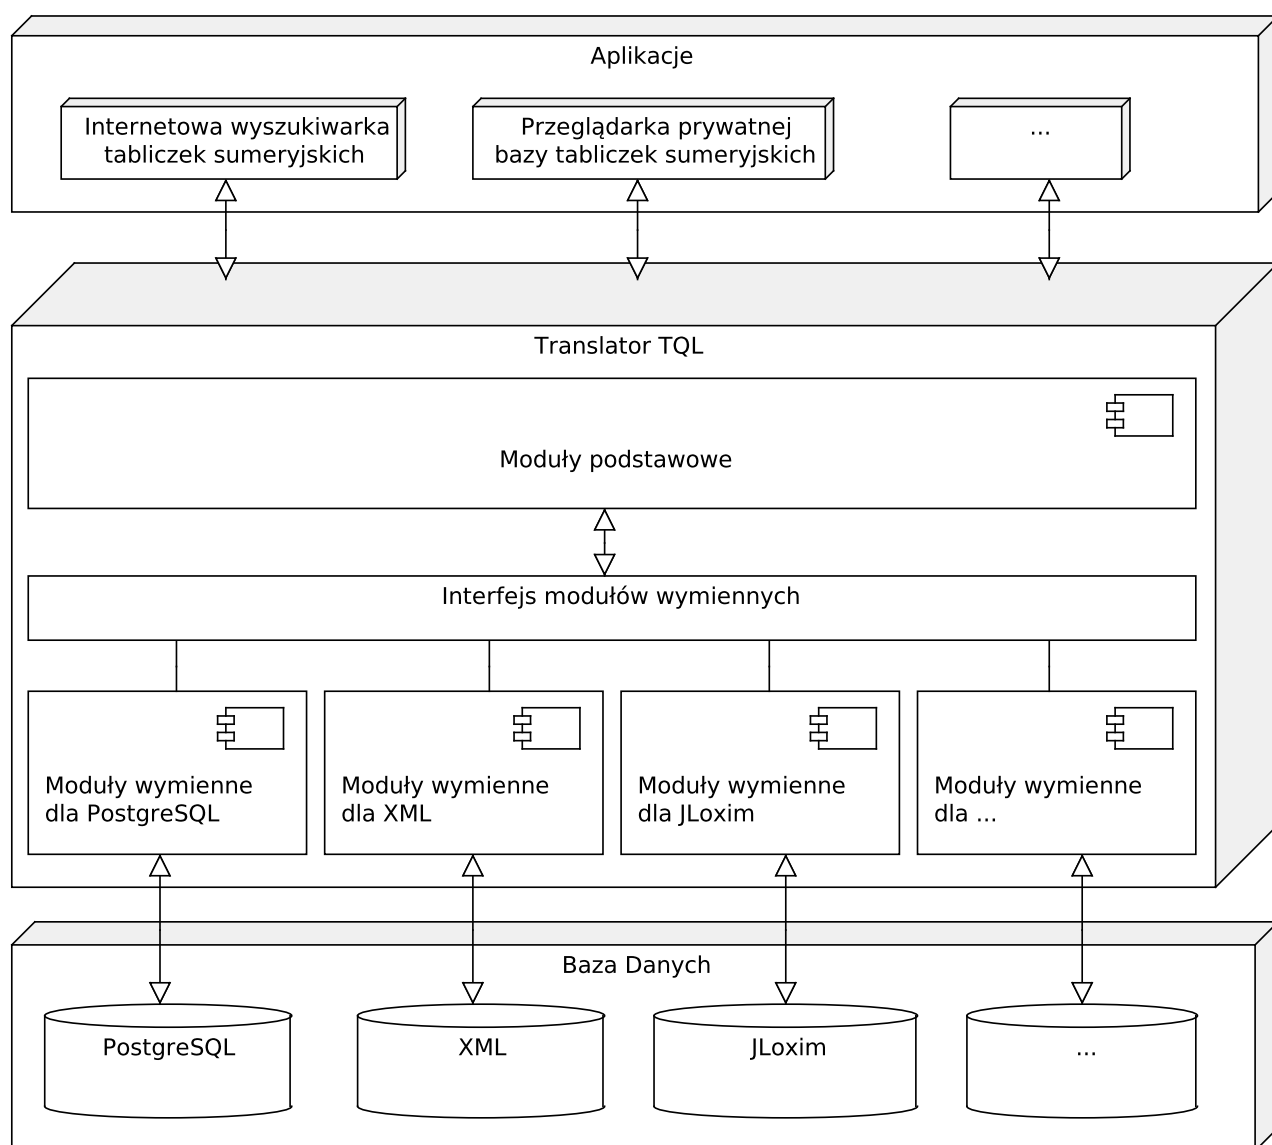 Aplikacje
Internetowa wyszukiwarka
tabliczek sumeryjskich
Przeglądarka prywatnej
bazy tabliczek sumeryjskich
...
Translator TQL
Moduły podstawowe
Interfejs modułów wymiennych
Moduły wymienne
dla PostgreSQL
Moduły wymienne
dla XML
Moduły wymienne
dla JLoxim
Moduły wymienne
dla ...
Baza Danych
PostgreSQL
XML
JLoxim
...